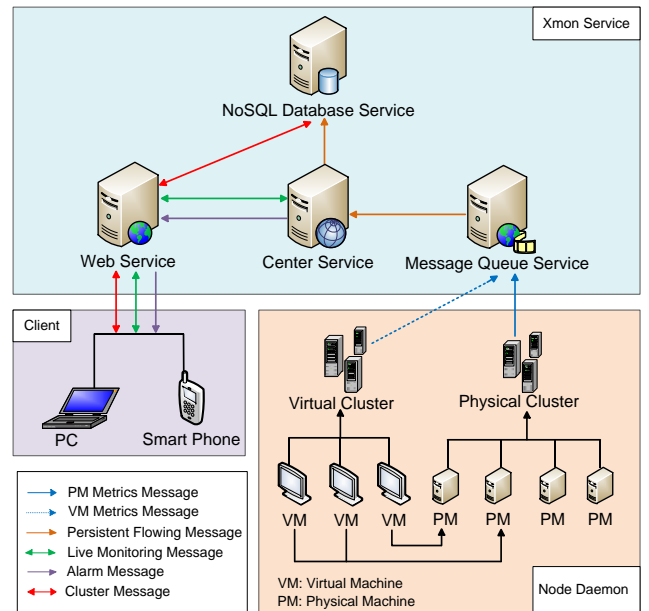 Xmon Service
NoSQL Database Service
Web Service
Center Service
Message Queue Service
Client
PC
Smart Phone
Virtual Cluster
Physical Cluster
VM
VM
VM
PM
PM
PM
PM
PM Metrics Message
VM Metrics Message
Persistent Flowing Message
Live Monitoring Message
Alarm Message
Cluster Message
VM: Virtual Machine
PM: Physical Machine
Node Daemon